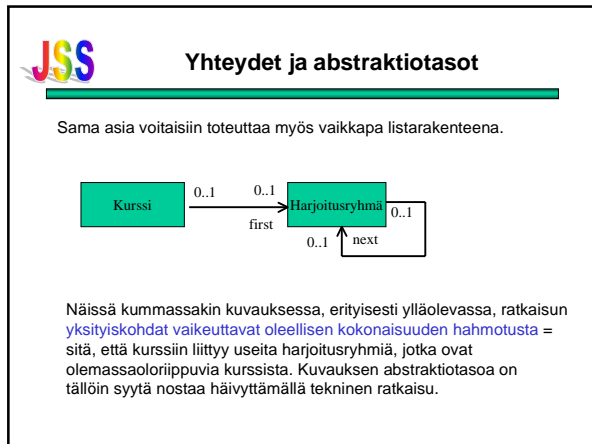 JSS
Yhteydet ja abstraktiotasot
Sama asia voitaisiin toteuttaa myös vaikkapa listarakenteena.
Kurssi
0..1
0..1
first
Harjoitusryhmä
0..1
0..1
next
Näissä kummassakin kuvauksessa, erityisesti ylläolevassa, ratkaisun
yksityiskohdat vaikeuttavat oleellisen kokonaisuuden hahmotusta =
sitä, että kurssiin liittyy useita harjoitusryhmiä, jotka ovat
olemassaoloriippuvia kurssista. Kuvauksen abstraktiotasoa on
tällöin syytä nostaa häivyttämällä tekninen ratkaisu.